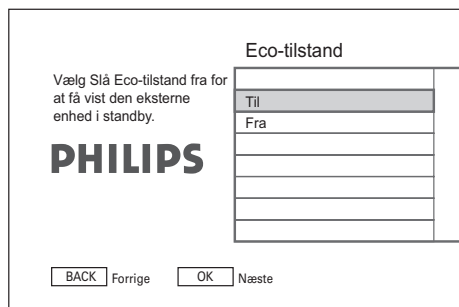 Eco-tilstand
Vælg Slå Eco-tilstand fra for
at få vist den eksterne
enhed i standby.
PHILIPS
Til
Fra
BACK Forrige OK Næste